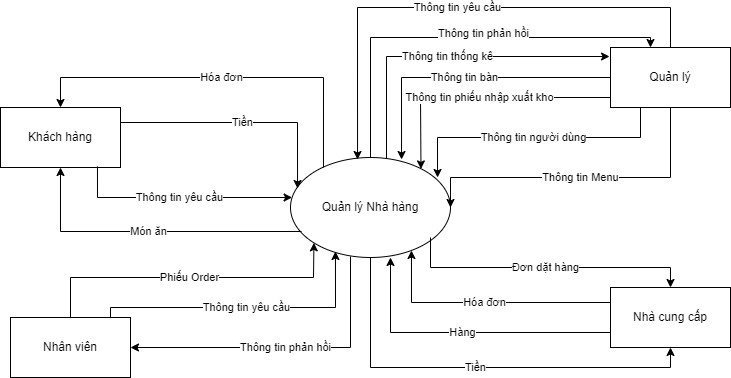 Thông tin yêu cầu
Thông tin phản hồi
Thông tin thống kê
Quản lý
Hóa đơn
Thông tin bàn
Thông tin phiếu nhập xuất kho
Khách hàng
Tiền
Thông tin người dùng
Thông tin yêu cầu
Thông tin Menu
Quản lý Nhà hàng
Món ăn
Phiếu Order
Đơn dặt hàng
Thông tin yêu cầu
Hóa đơn
Nhà cung cấp
Hàng
Nhân viên
Thông tin phản hồi
Tiền